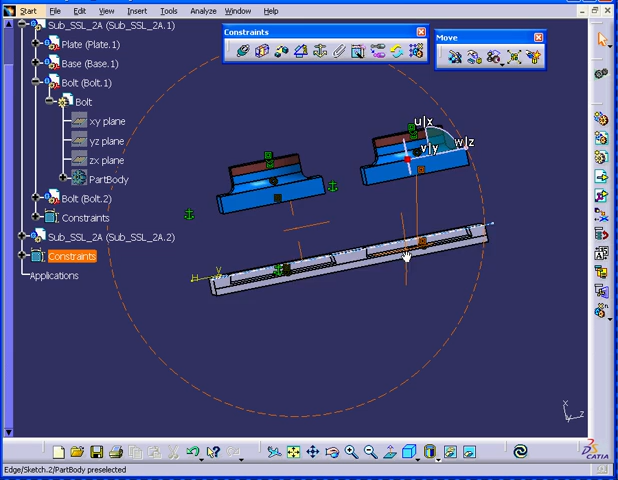 Start File Edit View Insert Tools Analyze Window Help
Sub_SSL_2A (Sub_SSL_2A.1)
Constraints
Move
Plate (Plate.1)
Base (Base.1)
Bolt (Bolt.1)
Bolt
xy plane
yz plane
zx plane
PartBody
Bolt (Bolt.2)
Constraints
Sub_SSL_2A (Sub_SSL_2A.2)
Constraints
Applications
u|x
v|y
w|z
H
V
x
z
CATIA
Edge/Sketch.2/PartBody preselected